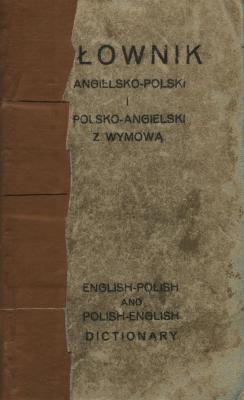 ŁOWNIK
ANGIELSKO-POLSKI
I
POLSKO-ANGIELSKI
Z WYMOWĄ
ENGLISH-POLISH
AND
POLISH-ENGLISH
DICTIONARY